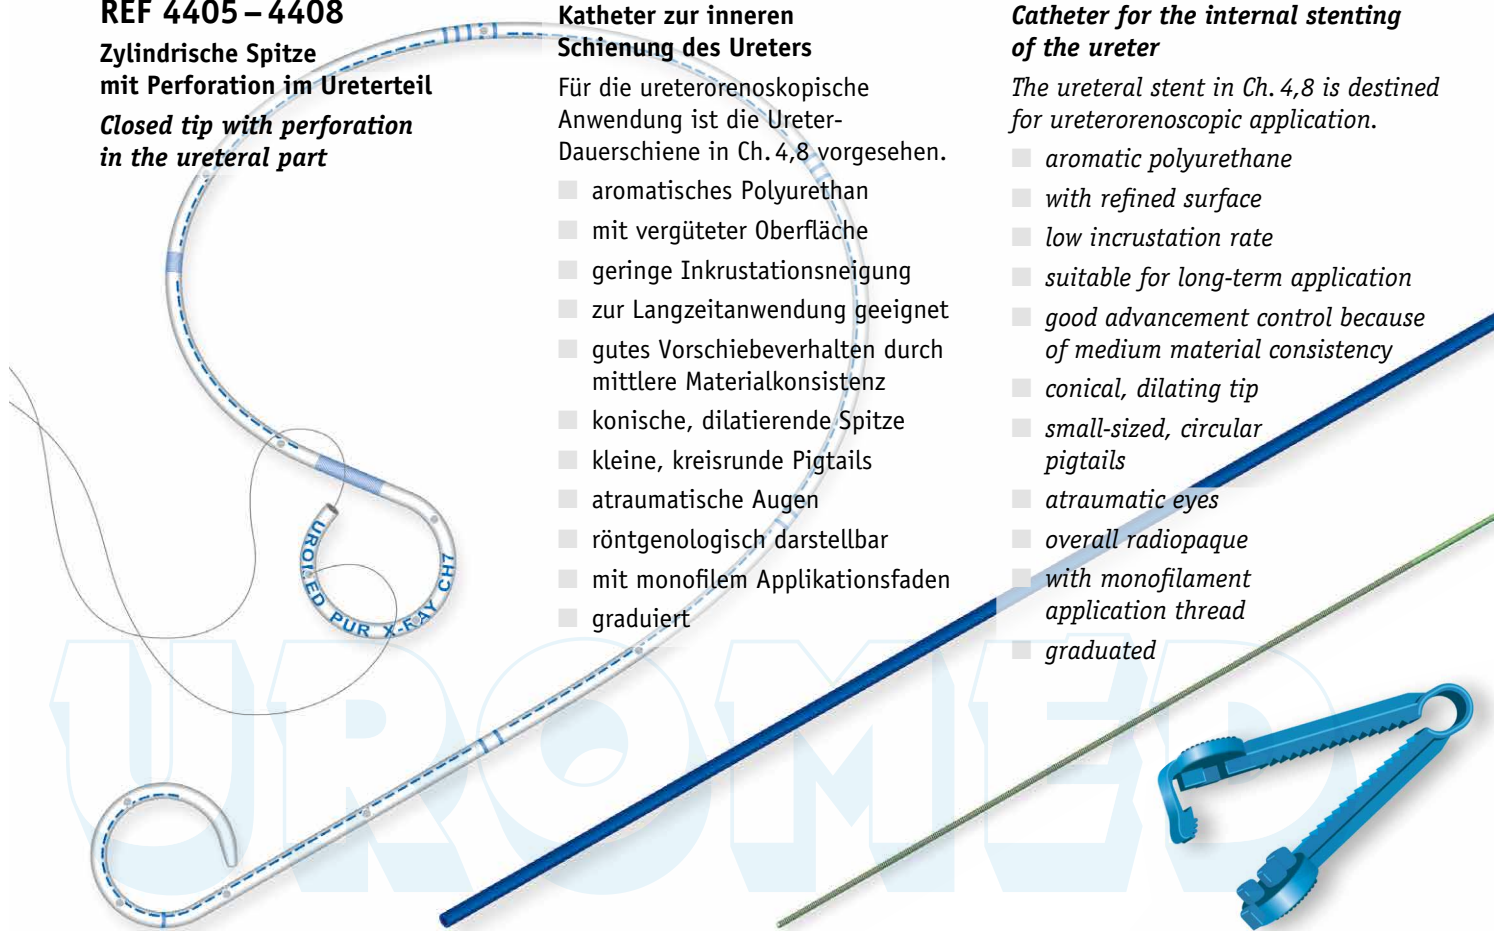 REF 4405 – 4408
Zylindrische Spitze
mit Perforation im Ureterteil
Closed tip with perforation
in the ureteral part
Katheter zur inneren
Schienung des Ureters
Für die ureterorenoskopische
Anwendung ist die Ureter-
Dauerschiene in Ch. 4,8 vorgesehen.
aromatisches Polyurethan
mit vergüteter Oberfläche
geringe Inkrustationsneigung
zur Langzeitanwendung geeignet
gutes Vorschiebeverhalten durch
mittlere Materialkonsistenz
konische, dilatierende Spitze
kleine, kreisrunde Pigtails
atraumatische Augen
röntgenologisch darstellbar
mit monofilem Applikationsfaden
graduiert
Catheter for the internal stenting
of the ureter
The ureteral stent in Ch. 4,8 is destined
for ureterorenoscopic application.
aromatic polyurethane
with refined surface
low incrustation rate
suitable for long-term application
good advancement control because
of medium material consistency
conical, dilating tip
small-sized, circular
pigtails
atraumatic eyes
overall radiopaque
with monofilament
application thread
graduated
UROMED PUR X-RAY CH7
UROMED